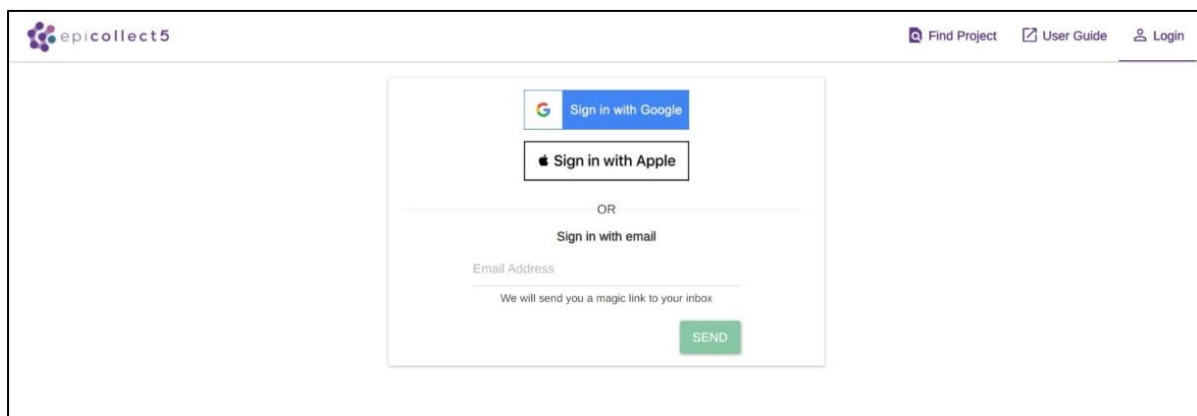 epicollect5
Find Project
User Guide
Login
Sign in with Google
Sign in with Apple
OR
Sign in with email
Email Address
We will send you a magic link to your inbox
SEND